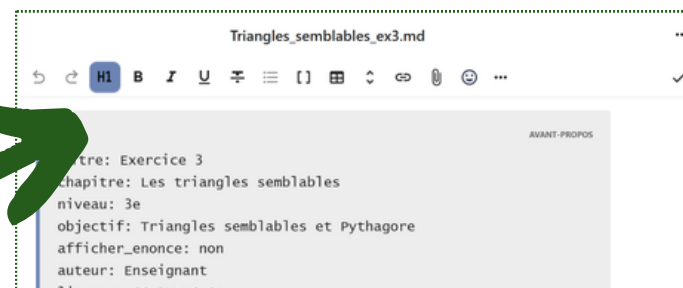 Triangles_semblables_ex3.md
H1 B I U T [] 
AVANT-PROPOS
tre: Exercice 3
chapitre: Les triangles semblables
niveau: 3e
objectif: Triangles semblables et Pythagore
afficher_enonce: non
auteur: Enseignant